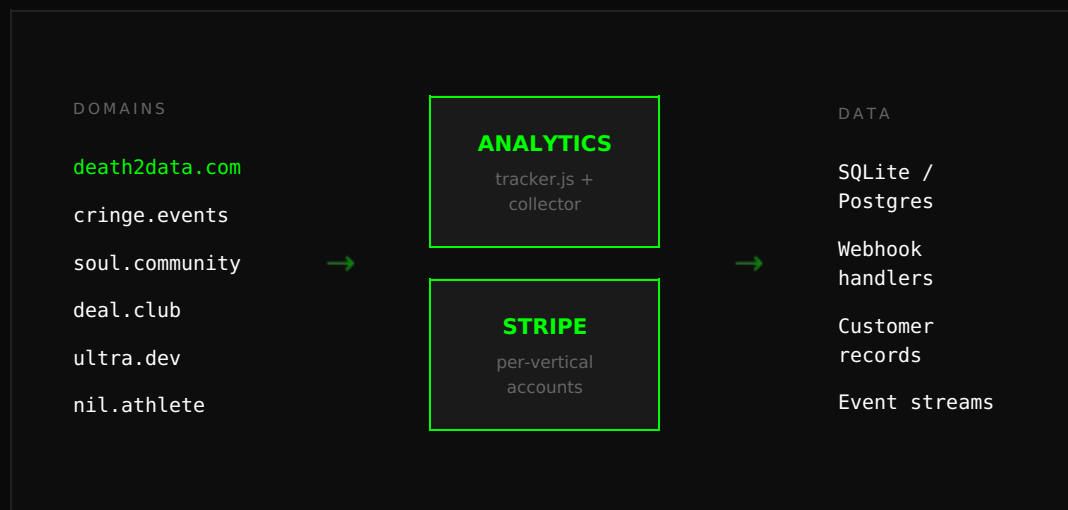 DOMAINS
death2data.com
cringe.events
soul.community
deal.club
ultra.dev
nil.athlete
→
ANALYTICS
tracker.js +
collector
STRIPE
per-vertical
accounts
→
DATA
SQLite /
Postgres
Webhook
handlers
Customer
records
Event streams